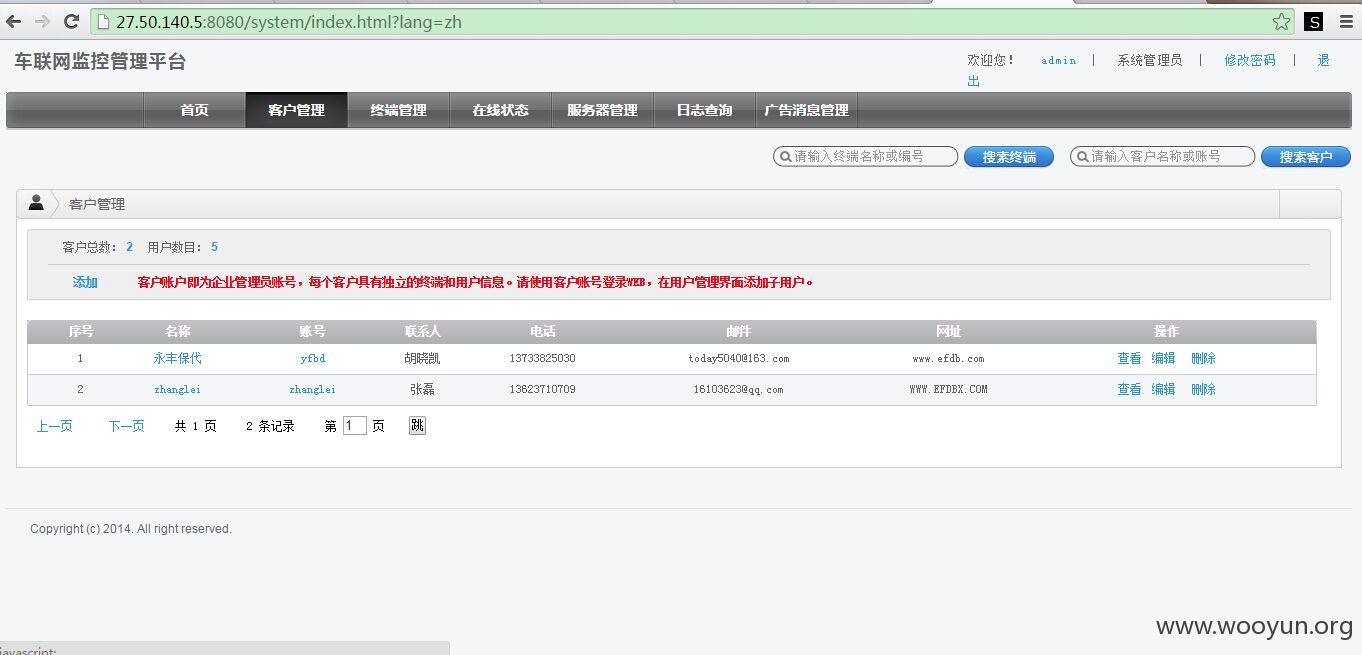 27.50.140.5:8080/system/index.html?lang=zh
S
车联网监控管理平台
欢迎您! admin | 系统管理员 | 修改密码 | 退
出
首页 客户管理 终端管理 在线状态 服务器管理 日志查询 广告消息管理
请输入终端名称或编号 搜索终端 请输入客户名称或账号 搜索客户
客户管理
客户总数: 2 用户数目: 5
添加 客户账户即为企业管理员账号，每个客户具有独立的终端和用户信息。请使用客户账号登录WEB，在用户管理界面添加子用户。
序号 名称 账号 联系人 电话 邮件 网址 操作
1 永丰保代 yfbd 胡晓凯 13733825030 today5040@163.com www.efdb.com 查看 编辑 删除
2 zhanglei zhanglei 张磊 13623710709 16103623@qq.com WWW.EFDBX.COM 查看 编辑 删除
上一页 下一页 共 1 页 2 条记录 第 1 页 跳
Copyright (c) 2014. All right reserved.
www.wooyun.org
javascript: